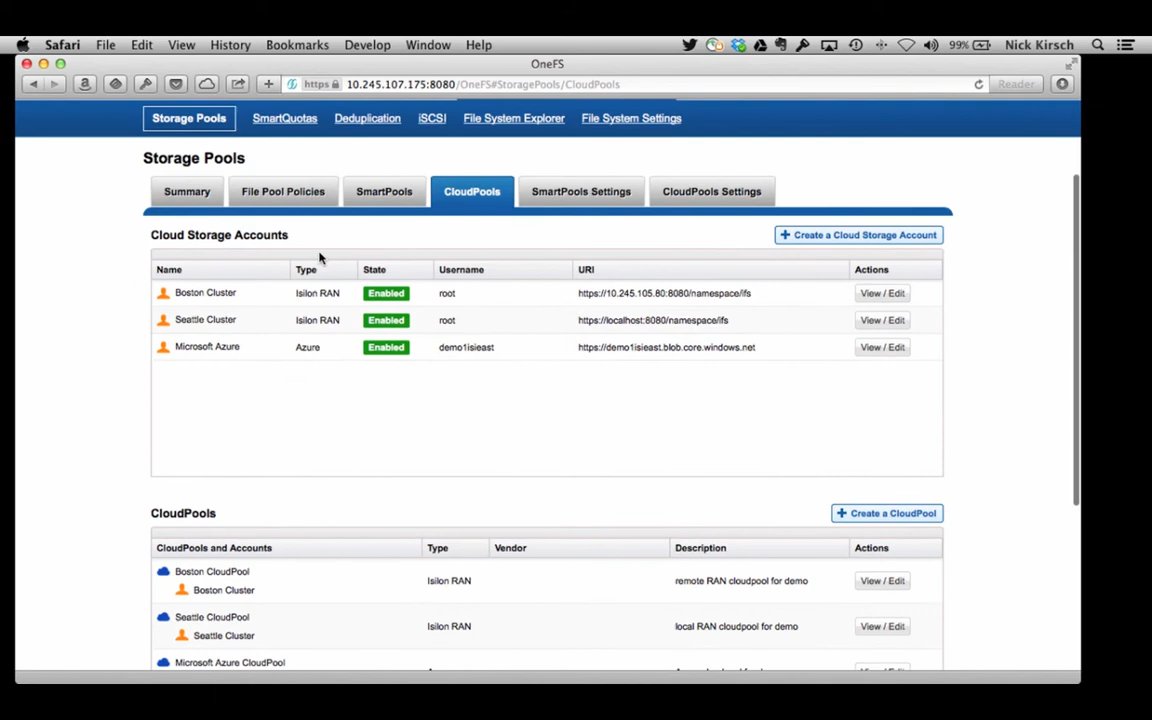 Safari File Edit View History Bookmarks Develop Window Help 99% Nick Kirsch
OneFS
https 10.245.107.175:8080/OneFS#StoragePools/CloudPools Reader
Storage Pools SmartQuotas Deduplication iSCSI File System Explorer File System Settings
Storage Pools
Summary File Pool Policies SmartPools CloudPools SmartPools Settings CloudPools Settings
Cloud Storage Accounts + Create a Cloud Storage Account
Name Type State Username URI Actions
Boston Cluster Isilon RAN Enabled root https://10.245.105.80:8080/namespace/ifs View / Edit
Seattle Cluster Isilon RAN Enabled root https://localhost:8080/namespace/ifs View / Edit
Microsoft Azure Azure Enabled demo1isieast https://demo1isieast.blob.core.windows.net View / Edit
CloudPools + Create a CloudPool
CloudPools and Accounts Type Vendor Description Actions
Boston CloudPool
Isilon RAN remote RAN cloudpool for demo View / Edit
Boston Cluster
Seattle CloudPool
Isilon RAN local RAN cloudpool for demo View / Edit
Seattle Cluster
Microsoft Azure CloudPool